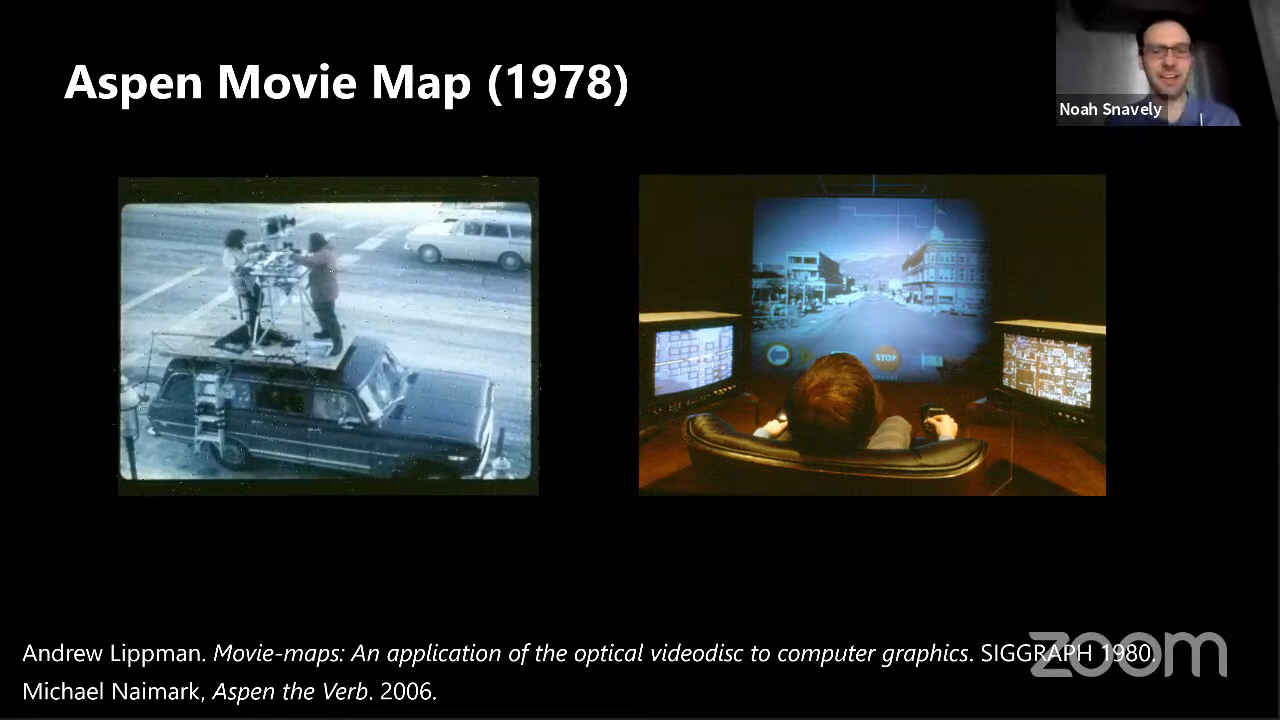 Aspen Movie Map (1978)
Noah Snavely
STOP
Andrew Lippman. Movie-maps: An application of the optical videodisc to computer graphics. SIGGRAPH 1980.
Michael Naimark, Aspen the Verb. 2006.
zoom